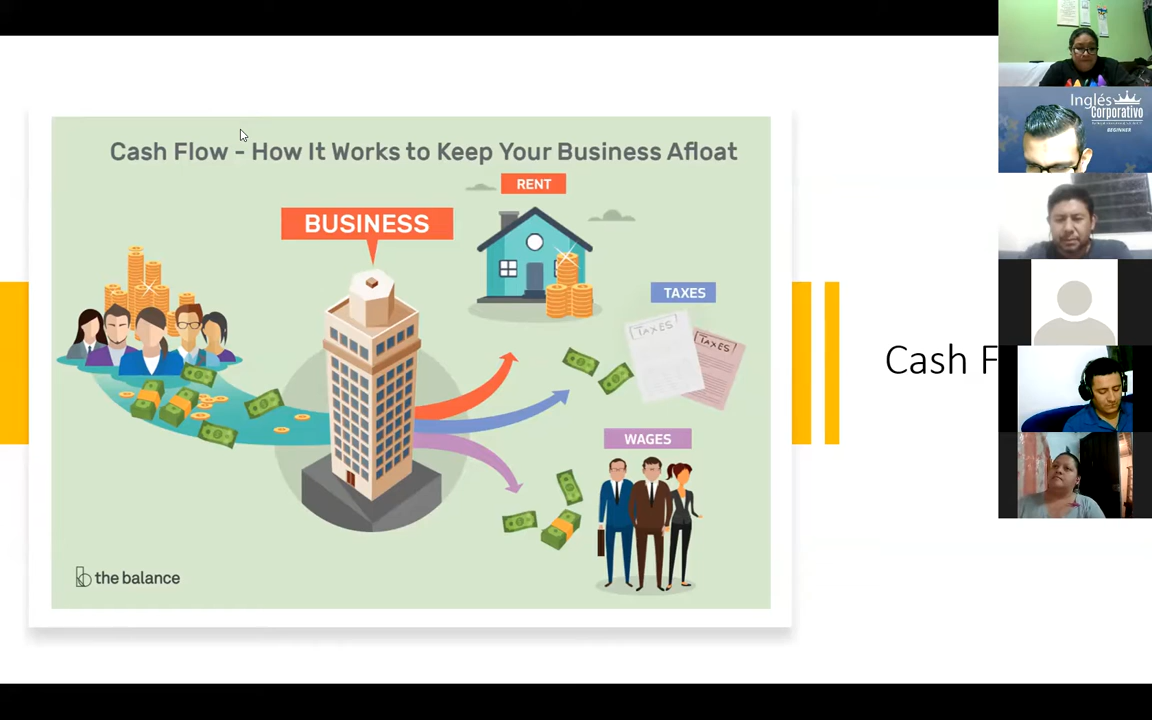 Cash Flow - How It Works to Keep Your Business Afloat
RENT
BUSINESS
TAXES
TAXES
TAXES
WAGES
the balance
Cash F
Inglés
Corporativo
BEGINNER